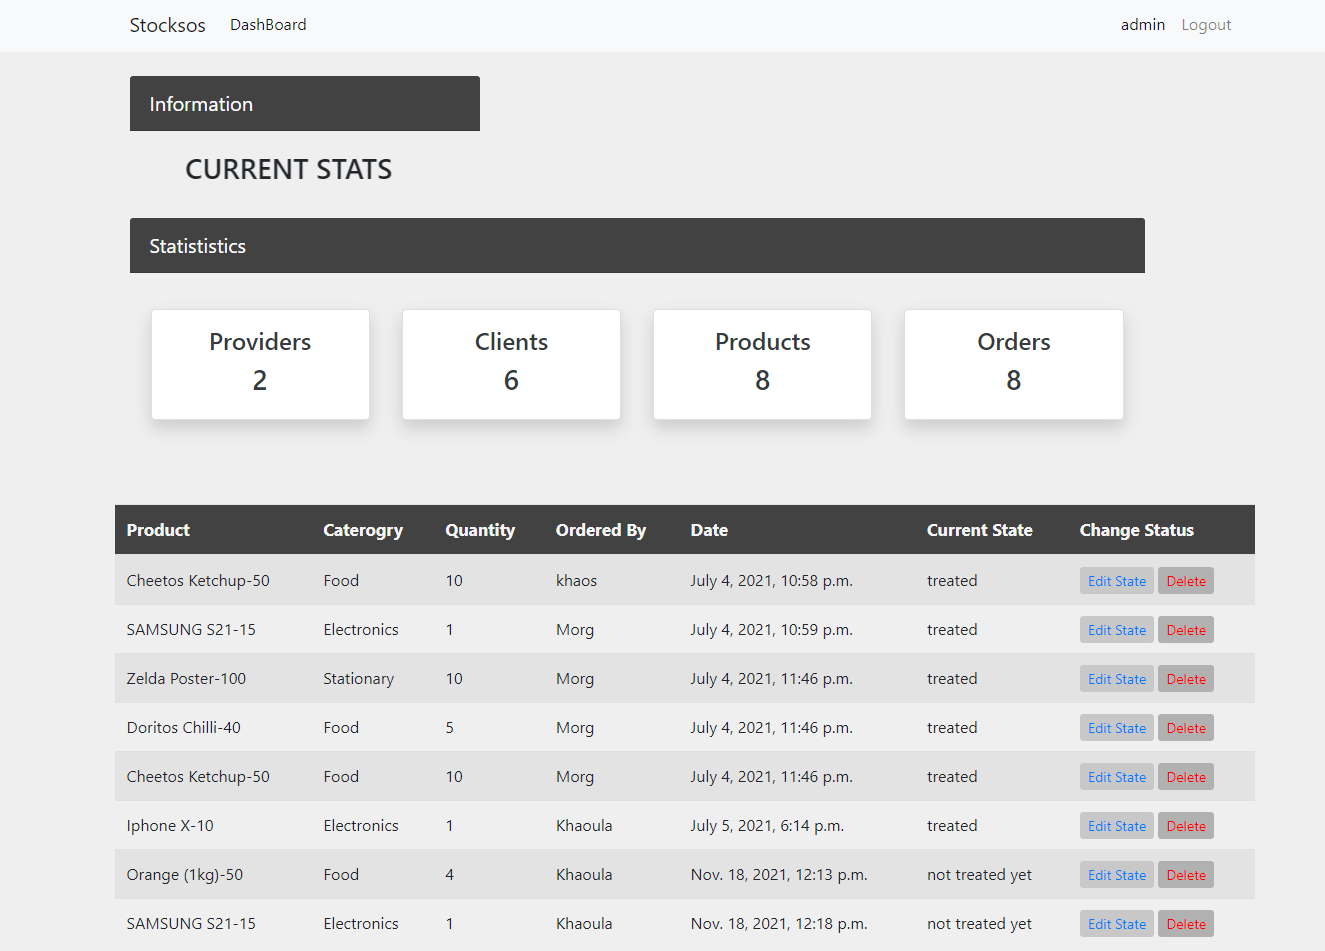 Stocksos DashBoard admin Logout
Information
CURRENT STATS
Statististics
Providers Clients Products Orders
2 6 8 8
Product Caterogry Quantity Ordered By Date Current State Change Status
Cheetos Ketchup-50 Food 10 khaos July 4, 2021, 10:58 p.m. treated Edit State Delete
SAMSUNG S21-15 Electronics 1 Morg July 4, 2021, 10:59 p.m. treated Edit State Delete
Zelda Poster-100 Stationary 10 Morg July 4, 2021, 11:46 p.m. treated Edit State Delete
Doritos Chilli-40 Food 5 Morg July 4, 2021, 11:46 p.m. treated Edit State Delete
Cheetos Ketchup-50 Food 10 Morg July 4, 2021, 11:46 p.m. treated Edit State Delete
Iphone X-10 Electronics 1 Khaoula July 5, 2021, 6:14 p.m. treated Edit State Delete
Orange (1kg)-50 Food 4 Khaoula Nov. 18, 2021, 12:13 p.m. not treated yet Edit State Delete
SAMSUNG S21-15 Electronics 1 Khaoula Nov. 18, 2021, 12:18 p.m. not treated yet Edit State Delete